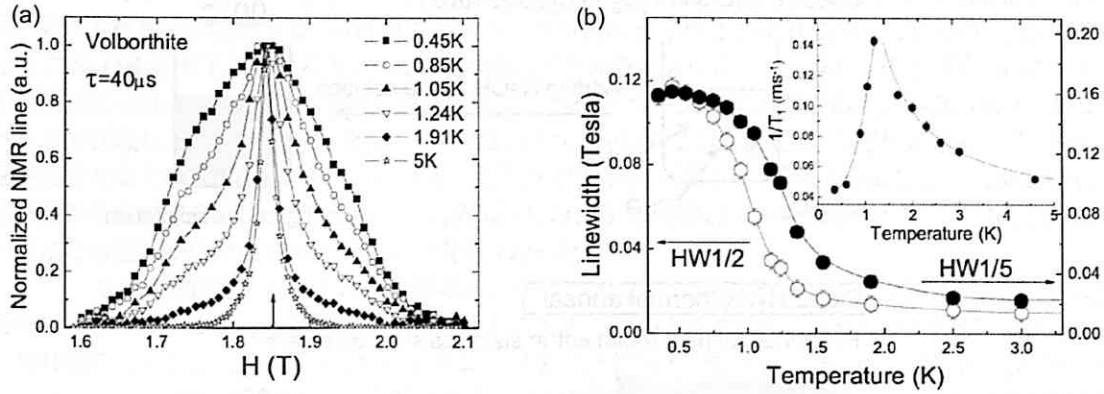 (a)
Normalized NMR line (a.u.)
1.0
0.8
0.6
0.4
0.2
0.0
Volborthite
τ=40μs
0.45K
0.85K
1.05K
1.24K
1.91K
5K
1.6
1.7
1.8
1.9
2.0
2.1
H (T)
(b)
Linewidth (Tesla)
0.12
0.08
0.04
0.00
HW1/2
HW1/5
0.5
1.0
1.5
2.0
2.5
3.0
Temperature (K)
0.20
0.16
0.12
0.08
0.04
0.00
1/T₁ (ms⁻¹)
0.14
0.12
0.10
0.08
0.06
0.04
0
1
2
3
4
5
Temperature (K)